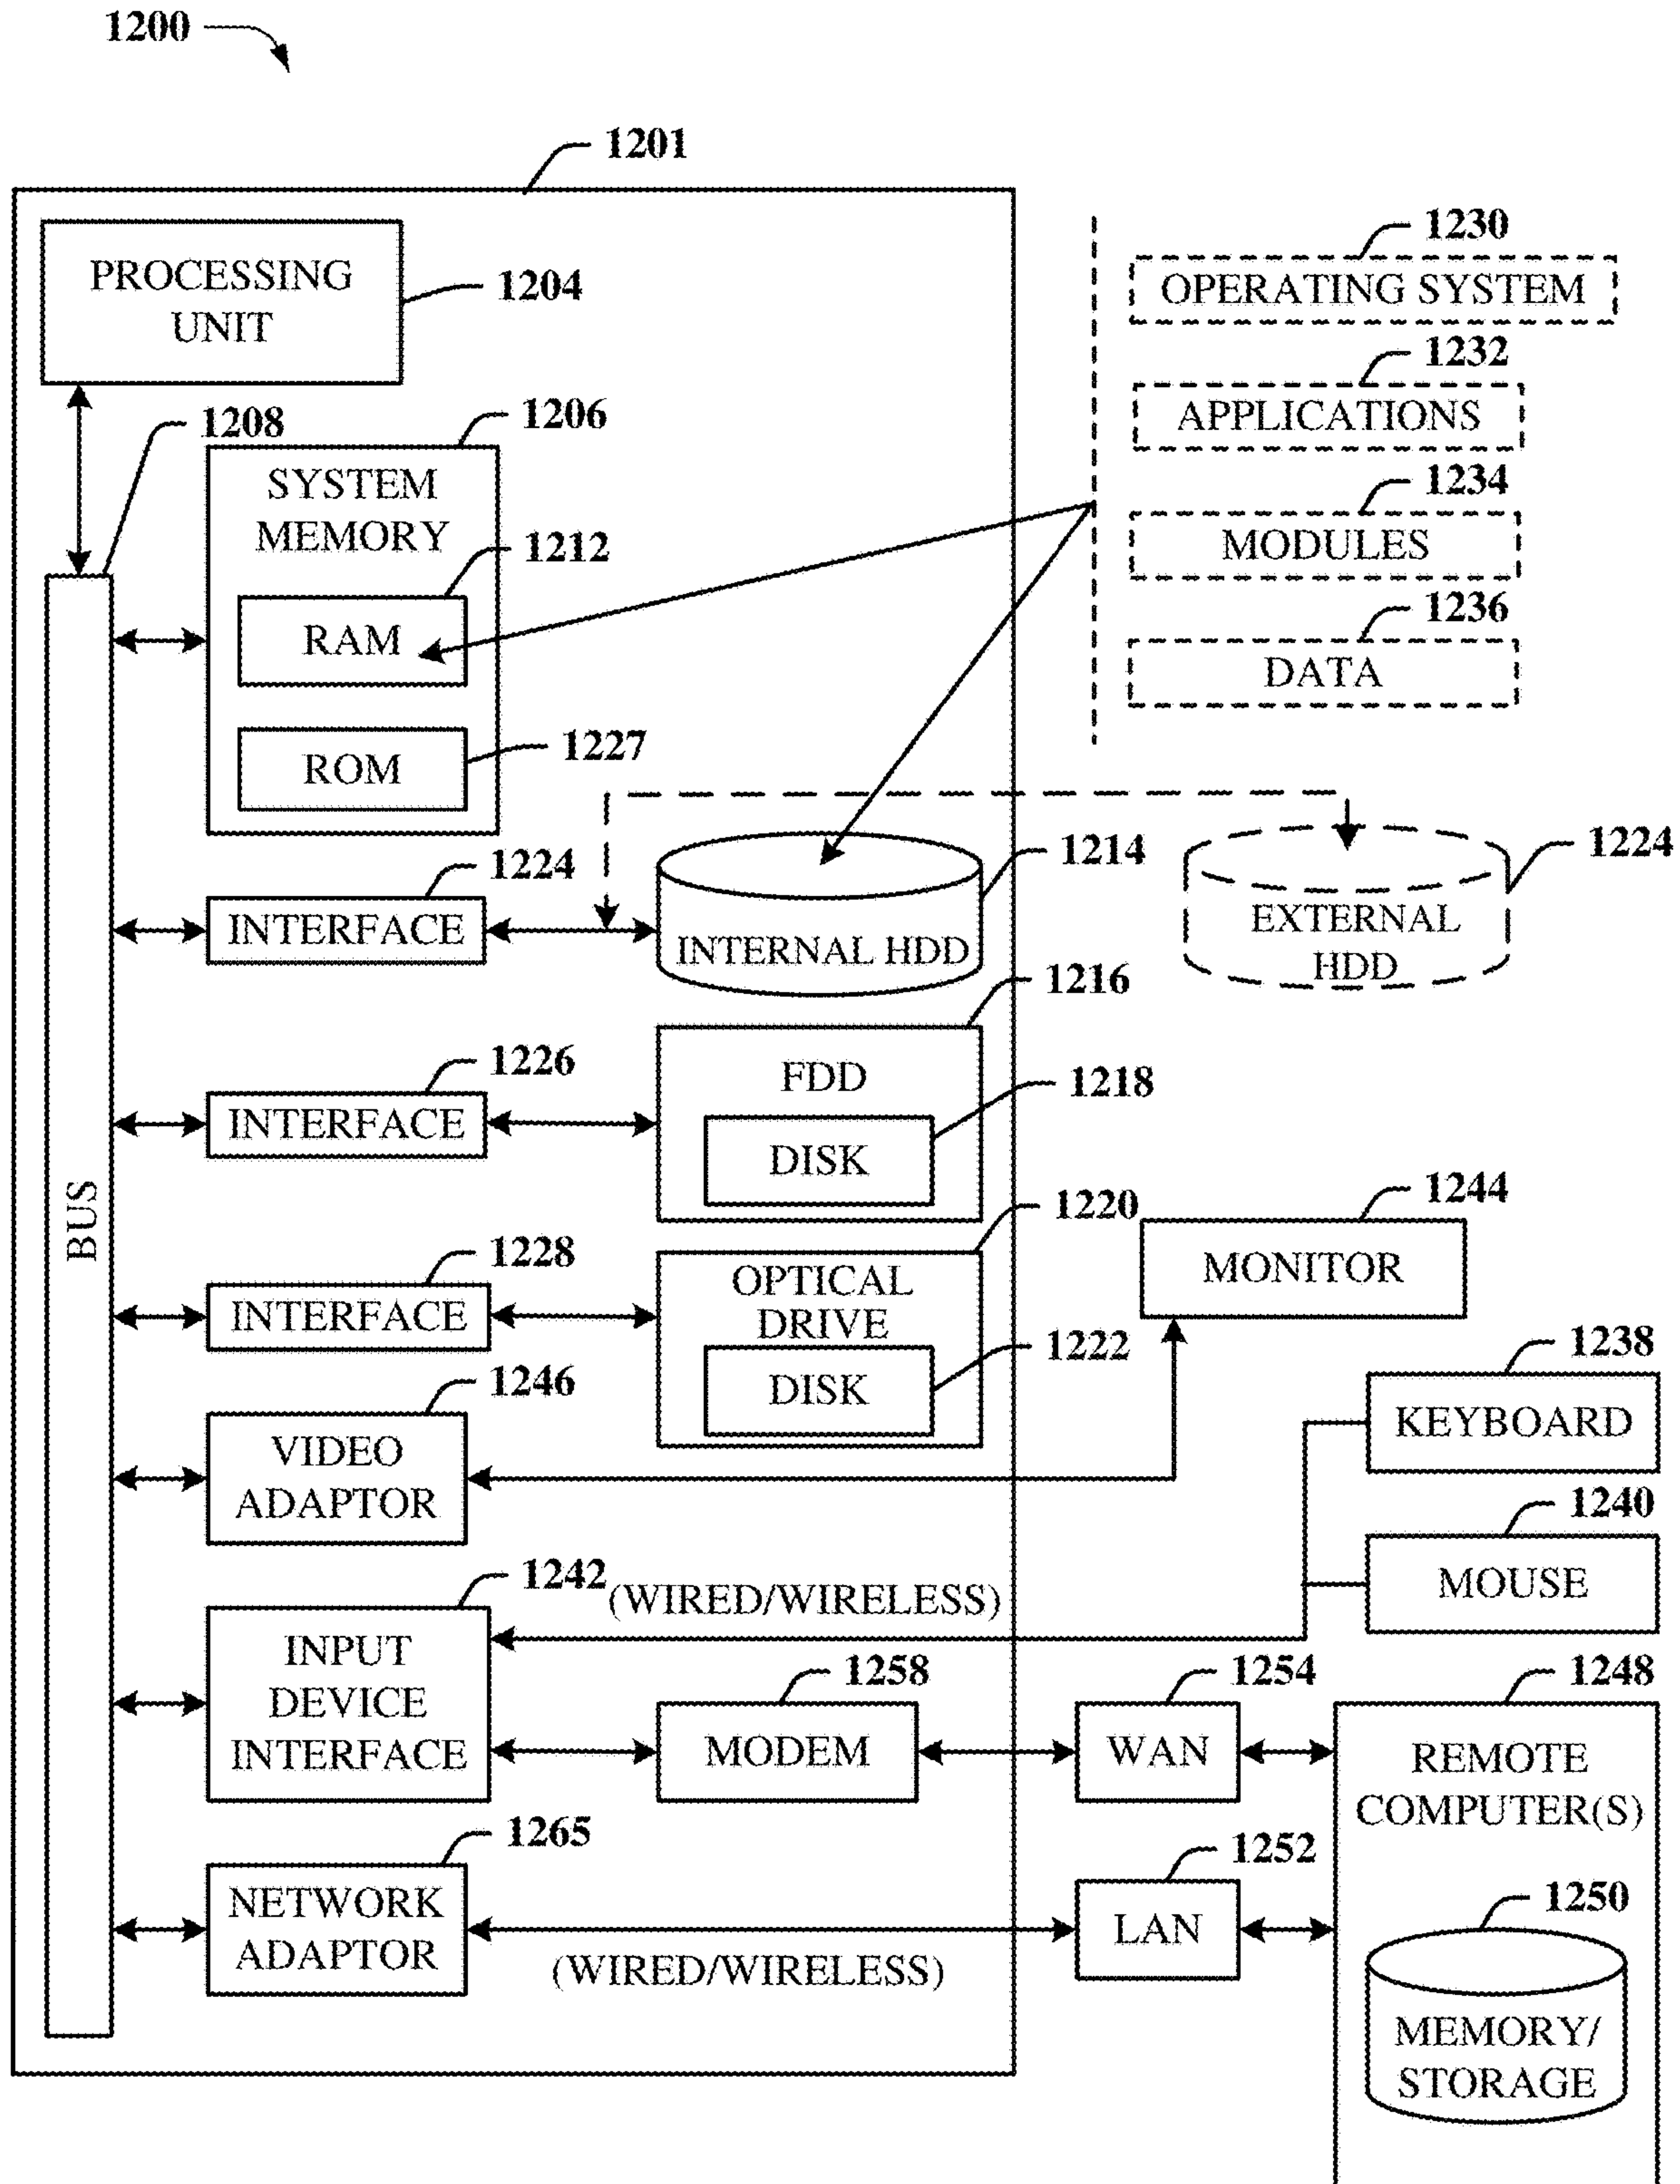 1200
1201
PROCESSING
UNIT
1204
1230
OPERATING SYSTEM
1232
APPLICATIONS
1234
MODULES
1236
DATA
1208
1206
SYSTEM
MEMORY
1212
RAM
1227
ROM
BUS
1224
INTERFACE
1214
INTERNAL HDD
1224
EXTERNAL
HDD
1226
INTERFACE
1216
FDD
1218
DISK
1228
INTERFACE
1220
OPTICAL
DRIVE
1222
DISK
1244
MONITOR
1246
VIDEO
ADAPTOR
1238
KEYBOARD
1240
MOUSE
1242
(WIRED/WIRELESS)
INPUT
DEVICE
INTERFACE
1258
MODEM
1254
WAN
1248
REMOTE
COMPUTER(S)
1265
NETWORK
ADAPTOR
(WIRED/WIRELESS)
1252
LAN
1250
MEMORY/
STORAGE